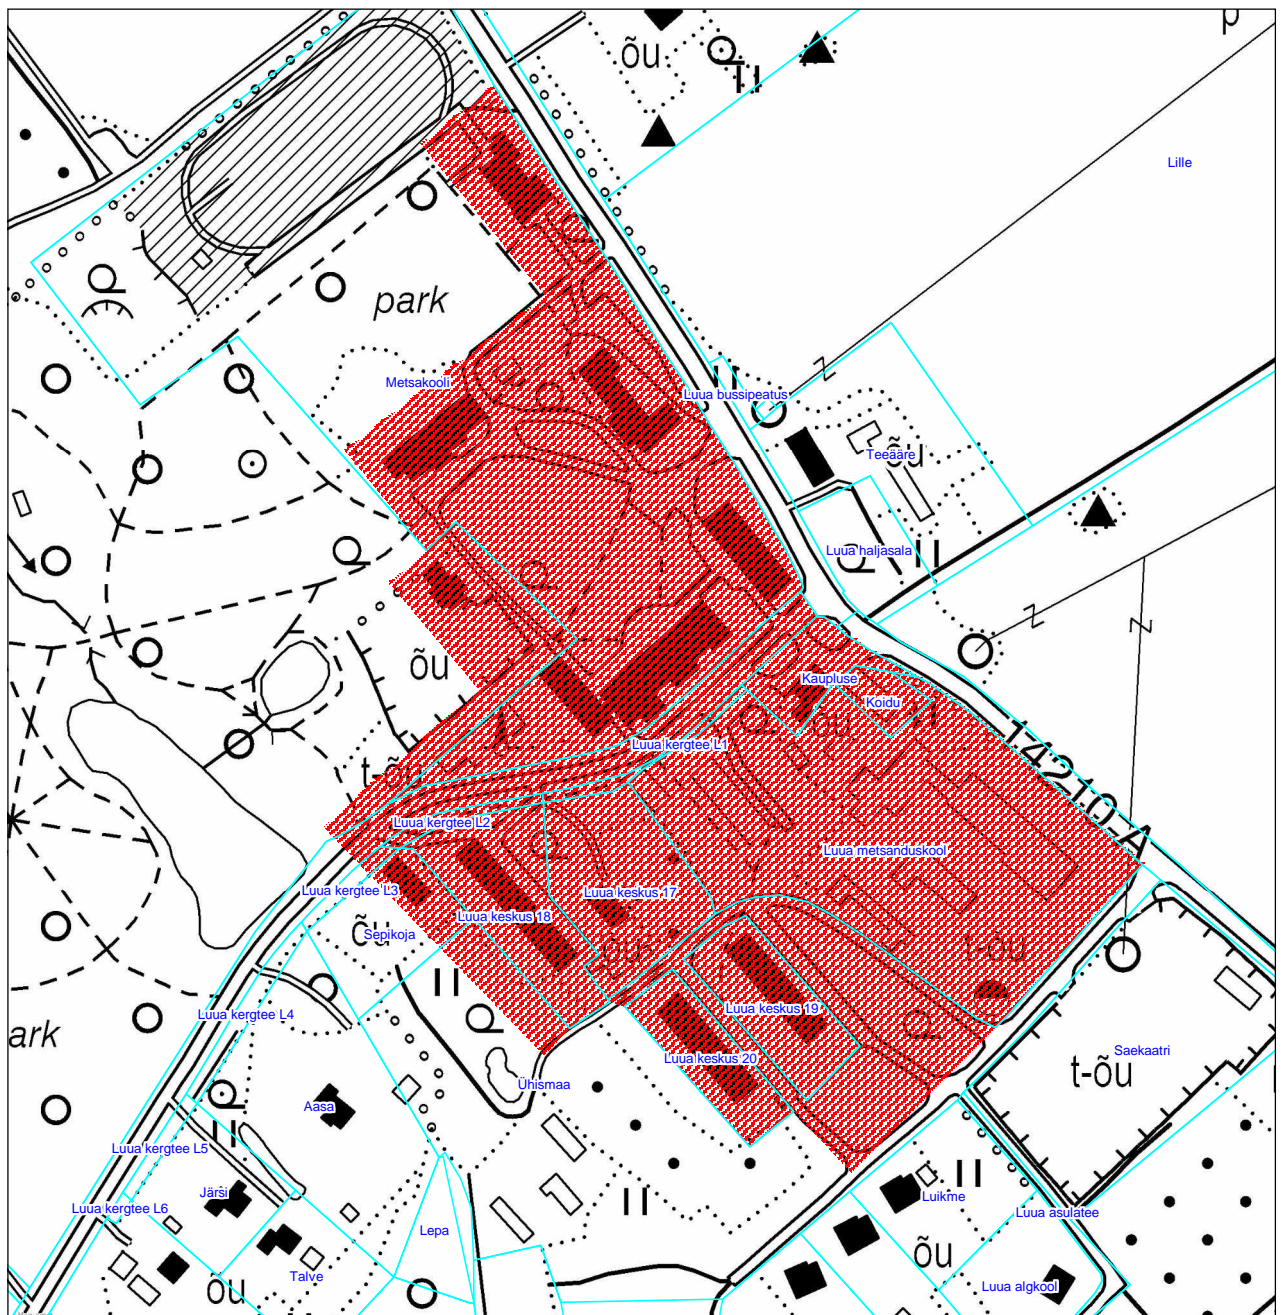 p
õu
Lille
park
Metsakooli
Luua bussipeatus
z
Teeääre
õu
Luua haljasala
z
z
õu
Kaupluse
Koidu
õu
Luua kergtee L1
14210-A
t-õu
Luua kergtee L2
Luua metsanduskool
Luua kergtee L3
Luua keskus 17
Luua keskus 18
Sepikoja
õu
õu
t-õu
Luua kergtee L4
Luua keskus 19
ark
Luua keskus 20
Saekaatri
t-õu
Ühismaa
Aasa
Luua kergtee L5
Järsi
Luikme
Luua kergtee L6
Lepa
Luua asulatee
õu
Talve
õu
Luua algkool